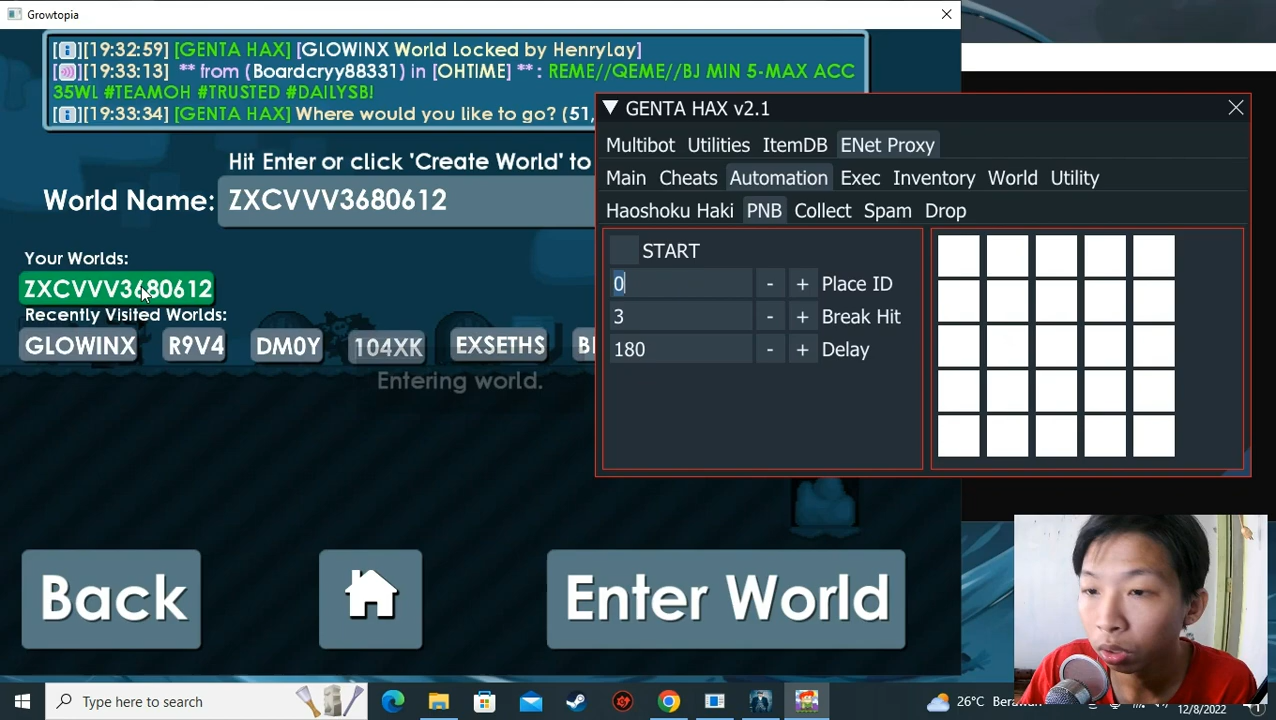 Growtopia
[i][19:32:59] [GENTA HAX] [GLOWINX World Locked by HenryLay]
[19:33:13] ** from (Boardcryy88331) in [OHTIME] ** : REME//QEME//BJ MIN 5-MAX ACC
35WL #TEAMOH #TRUSTED #DAILYSB!
[i][19:33:34] [GENTA HAX] Where would you like to go? (51,
Hit Enter or click 'Create World' to
World Name: ZXCVVV3680612
Your Worlds:
ZXCVVV3680612
Recently Visited Worlds:
GLOWINX R9V4 DM0Y 104XK EXSETHS
Entering world.
Back
Enter World
GENTA HAX v2.1
Multibot Utilities ItemDB ENet Proxy
Main Cheats Automation Exec Inventory World Utility
Haoshoku Haki PNB Collect Spam Drop
START
0 - + Place ID
3 - + Break Hit
180 - + Delay
Type here to search
26°C
12/8/2022